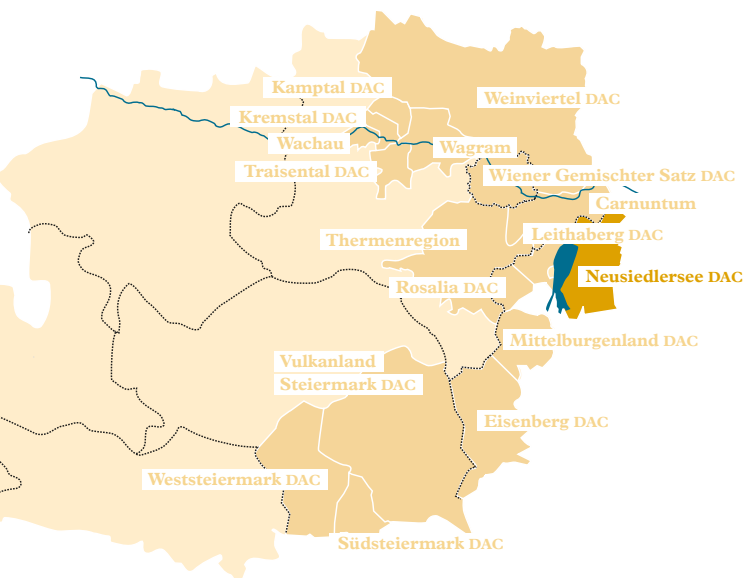 Kamptal DAC
Weinviertel DAC
Kremstal DAC
Wachau
Wagram
Traisental DAC
Wiener Gemischter Satz DAC
Carnuntum
Thermenregion
Leithaberg DAC
Neusiedlersee DAC
Rosalia DAC
Mittelburgenland DAC
Vulkanland
Steiermark DAC
Eisenberg DAC
Weststeiermark DAC
Südsteiermark DAC